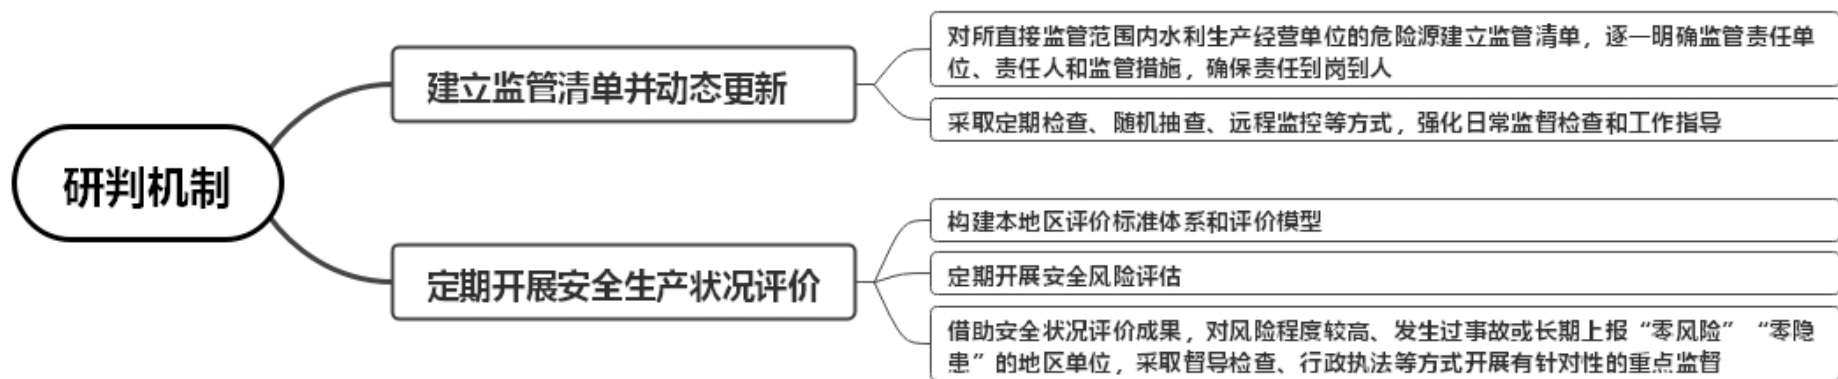 研判机制
建立监管清单并动态更新
对所直接监管范围内水利生产经营单位的危险源建立监管清单，逐一明确监管责任单
位、责任人和监管措施，确保责任到岗到人
采取定期检查、随机抽查、远程监控等方式，强化日常监督检查和工作指导
定期开展安全生产状况评价
构建本地区评价标准体系和评价模型
定期开展安全风险评估
借助安全状况评价成果，对风险程度较高、发生过事故或长期上报“零风险”“零隐
患”的地区单位，采取督导检查、行政执法等方式开展有针对性的重点监督